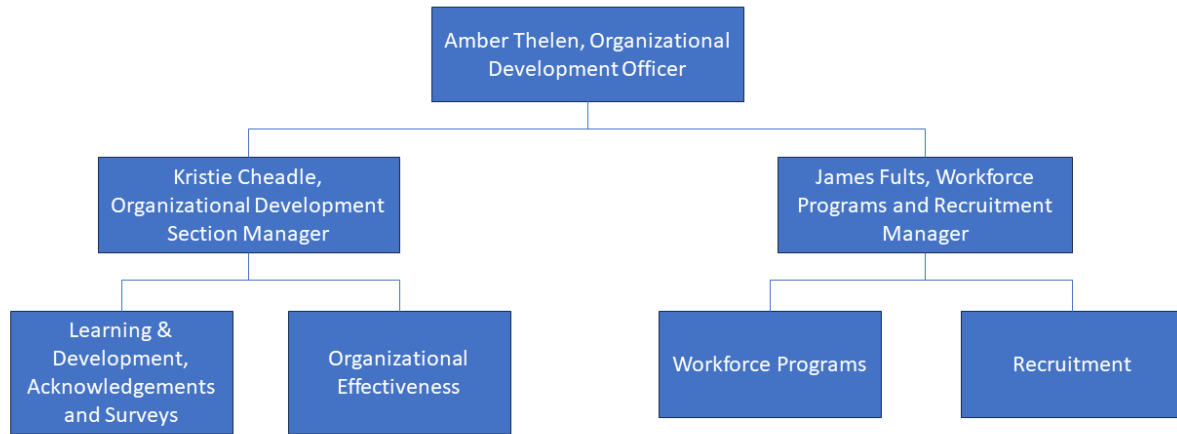 Amber Thelen, Organizational
Development Officer
Kristie Cheadle,
Organizational Development
Section Manager
James Fults, Workforce
Programs and Recruitment
Manager
Learning &
Development,
Acknowledgements
and Surveys
Organizational
Effectiveness
Workforce Programs
Recruitment